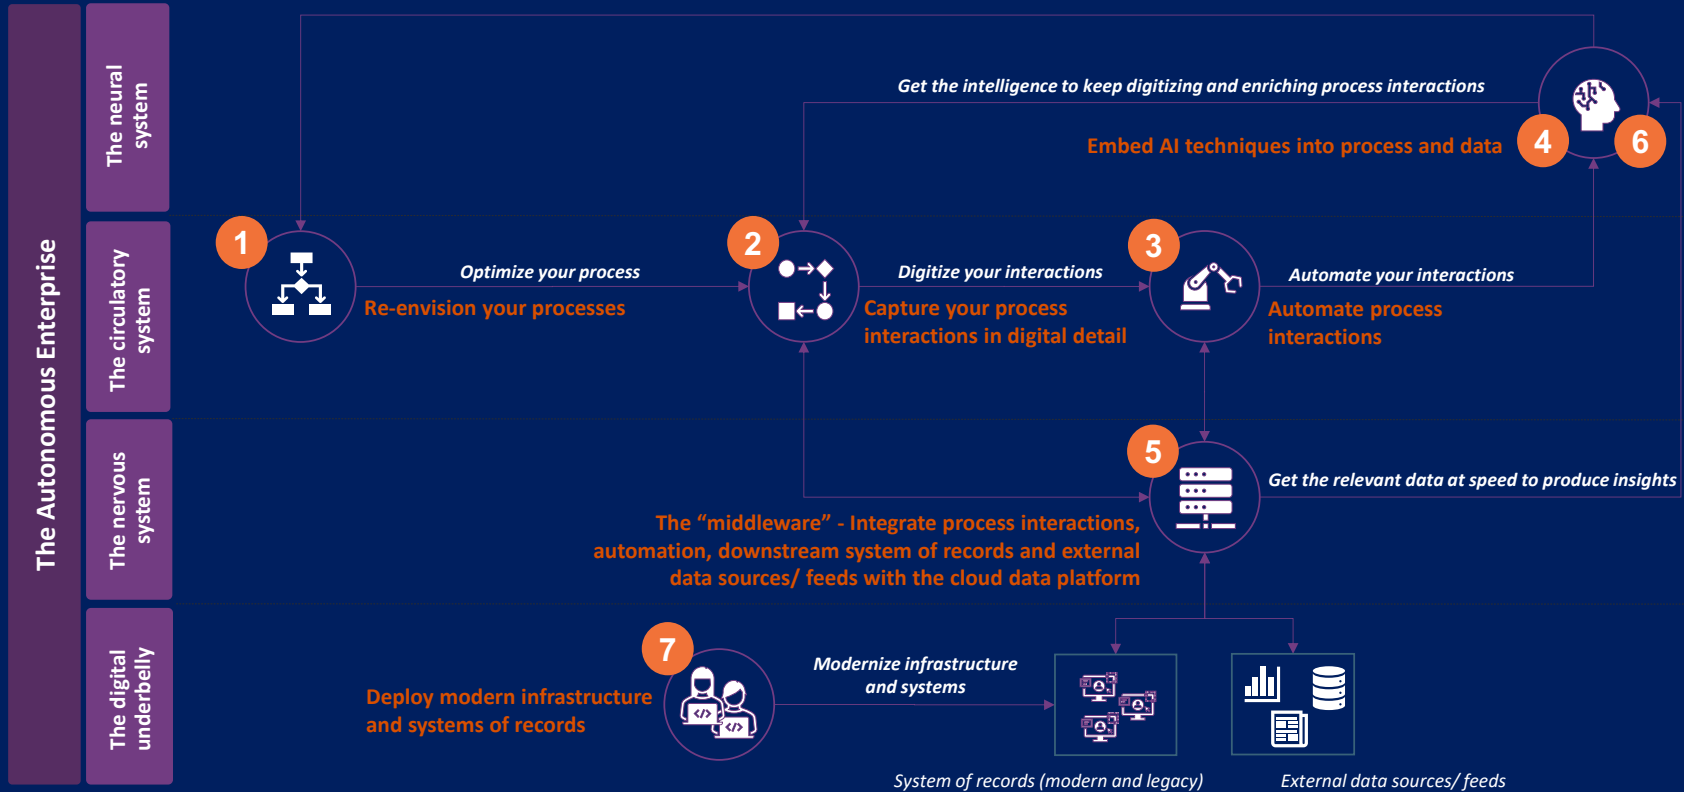 The Autonomous Enterprise
The neural
system
Get the intelligence to keep digitizing and enriching process interactions
4
6
Embed AI techniques into process and data
The circulatory
system
1
Optimize your process
Re-envision your processes
2
Digitize your interactions
Capture your process
interactions in digital detail
3
Automate your interactions
Automate process
interactions
The nervous
system
5
Get the relevant data at speed to produce insights
The “middleware” - Integrate process interactions,
automation, downstream system of records and external
data sources/ feeds with the cloud data platform
The digital
underbelly
7
Deploy modern infrastructure
and systems of records
Modernize infrastructure
and systems
System of records (modern and legacy)
External data sources/ feeds